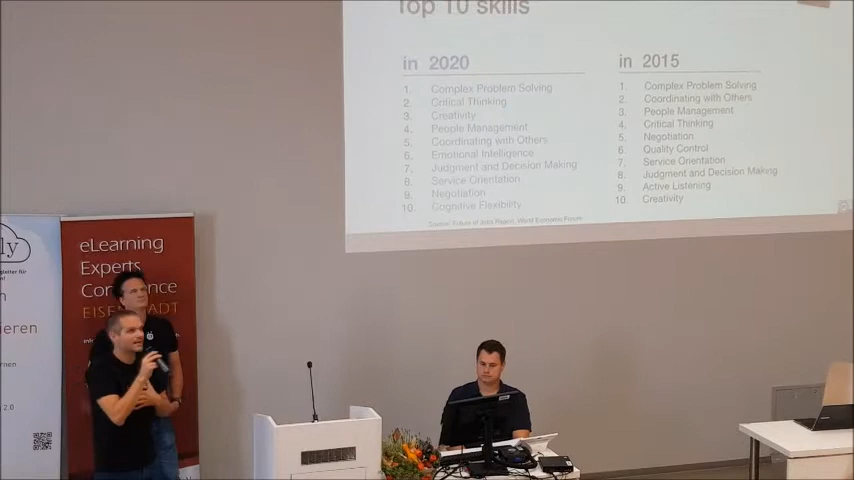 Top 10 skills
in 2020
1. Complex Problem Solving
2. Critical Thinking
3. Creativity
4. People Management
5. Coordinating with Others
6. Emotional Intelligence
7. Judgment and Decision Making
8. Service Orientation
9. Negotiation
10. Cognitive Flexibility
in 2015
1. Complex Problem Solving
2. Coordinating with Others
3. People Management
4. Critical Thinking
5. Negotiation
6. Quality Control
7. Service Orientation
8. Judgment and Decision Making
9. Active Listening
10. Creativity
Source: Future of Jobs Report, World Economic Forum
ly
ieren
2.0
eLearning
Experts
Conference